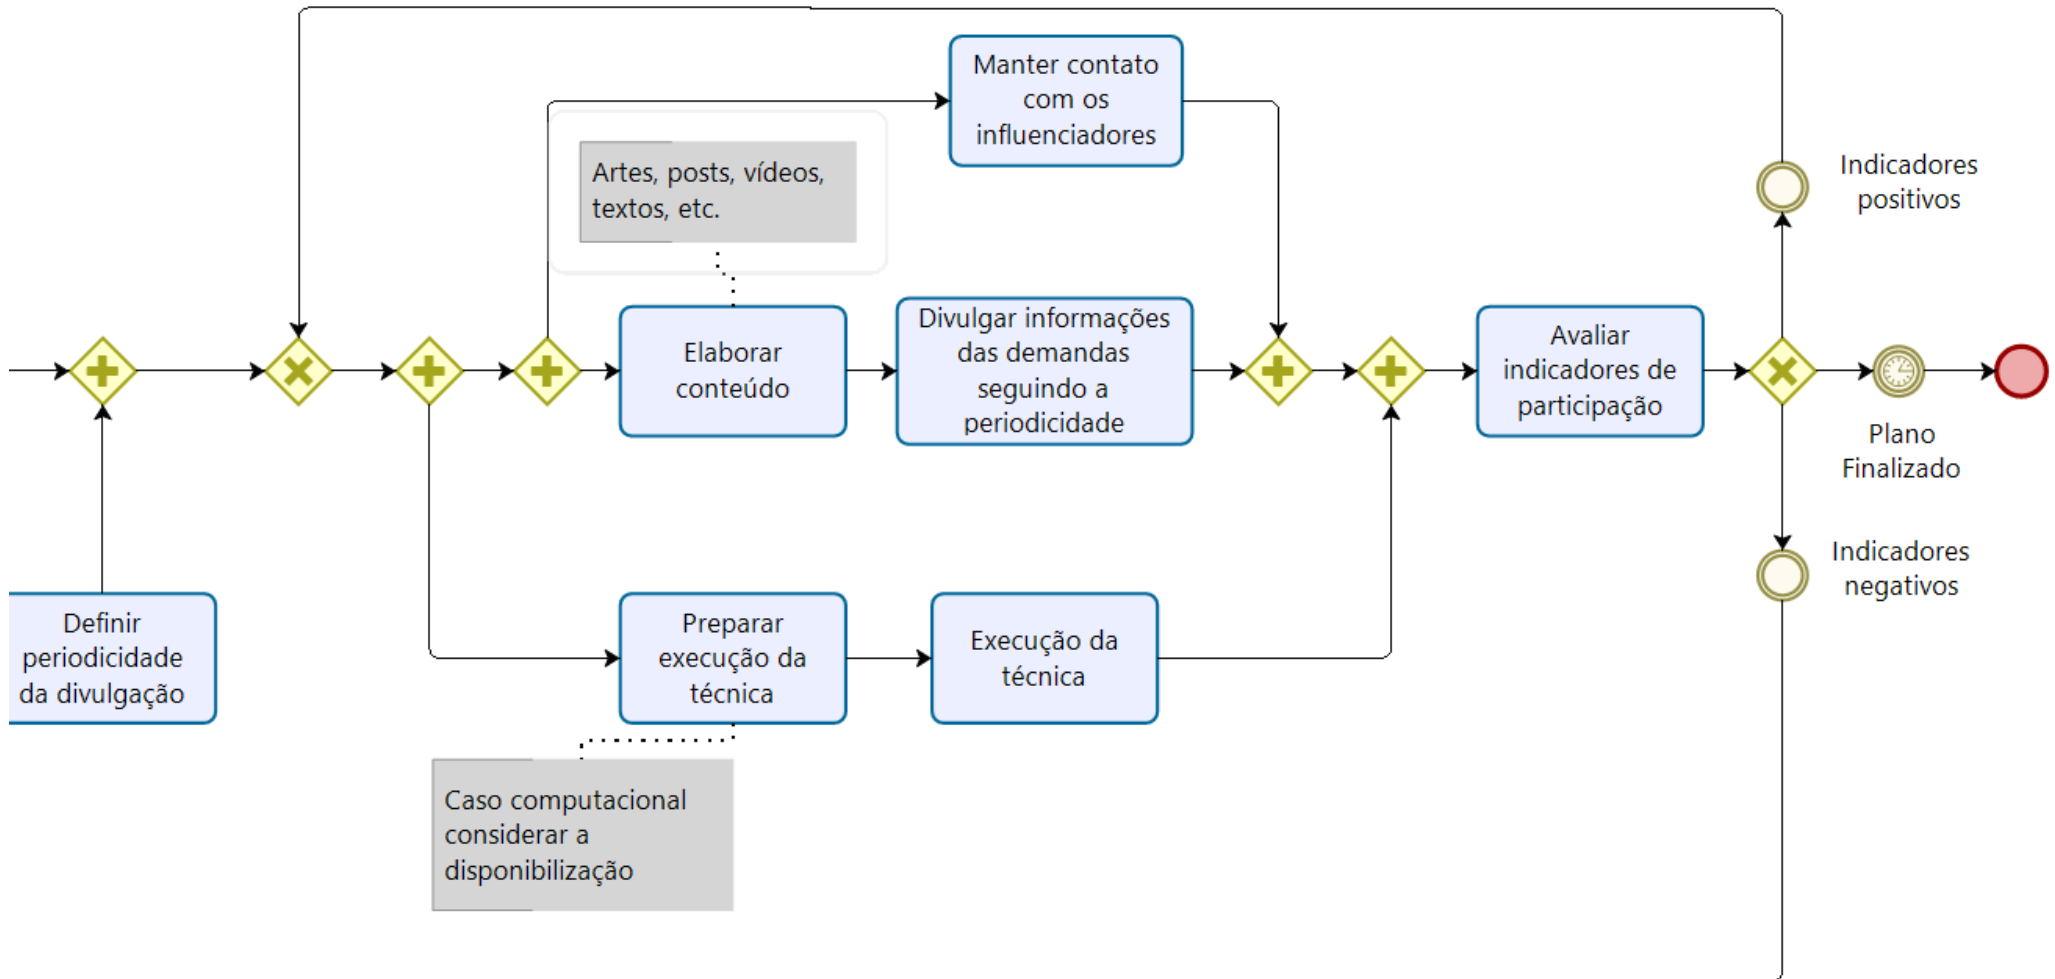 Manter contato
com os
influenciadores
Artes, posts, vídeos,
textos, etc.
Indicadores
positivos
Elaborar
conteúdo
Divulgar informações
das demandas
seguindo a
periodicidade
Avaliar
indicadores de
participação
Plano
Finalizado
Indicadores
negativos
Definir
periodicidade
da divulgação
Preparar
execução da
técnica
Execução da
técnica
Caso computacional
considerar a
disponibilização